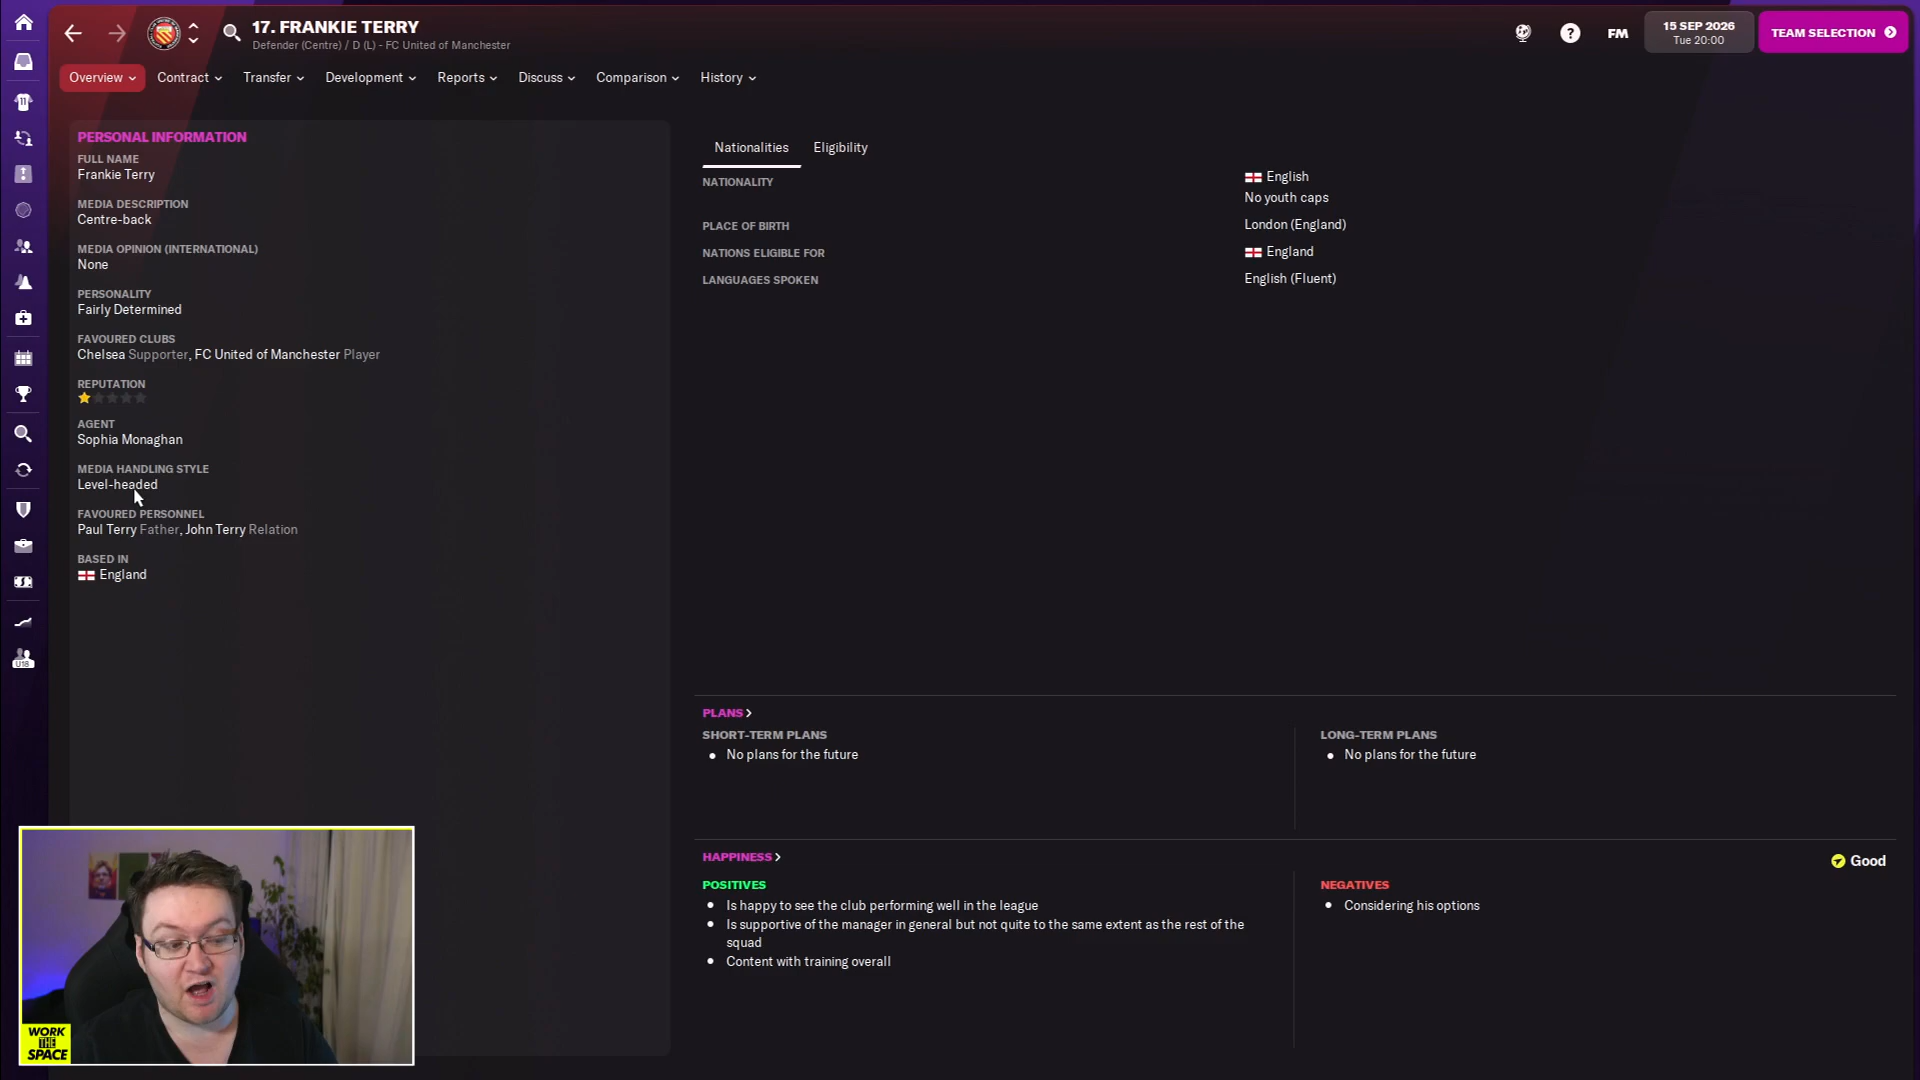 17. FRANKIE TERRY
Defender (Centre) / D (L) - FC United of Manchester
FM
15 SEP 2026
Tue 20:00
TEAM SELECTION
Overview
Contract
Transfer
Development
Reports
Discuss
Comparison
History
PERSONAL INFORMATION
FULL NAME
Frankie Terry
MEDIA DESCRIPTION
Centre-back
MEDIA OPINION (INTERNATIONAL)
None
PERSONALITY
Fairly Determined
FAVOURED CLUBS
Chelsea Supporter, FC United of Manchester Player
REPUTATION
AGENT
Sophia Monaghan
MEDIA HANDLING STYLE
Level-headed
FAVOURED PERSONNEL
Paul Terry Father, John Terry Relation
BASED IN
England
Nationalities
Eligibility
NATIONALITY
English
No youth caps
PLACE OF BIRTH
London (England)
NATIONS ELIGIBLE FOR
England
LANGUAGES SPOKEN
English (Fluent)
PLANS
SHORT-TERM PLANS
No plans for the future
LONG-TERM PLANS
No plans for the future
HAPPINESS
Good
POSITIVES
Is happy to see the club performing well in the league
Is supportive of the manager in general but not quite to the same extent as the rest of the
squad
Content with training overall
NEGATIVES
Considering his options
11
U18
WORK
THE
SPACE